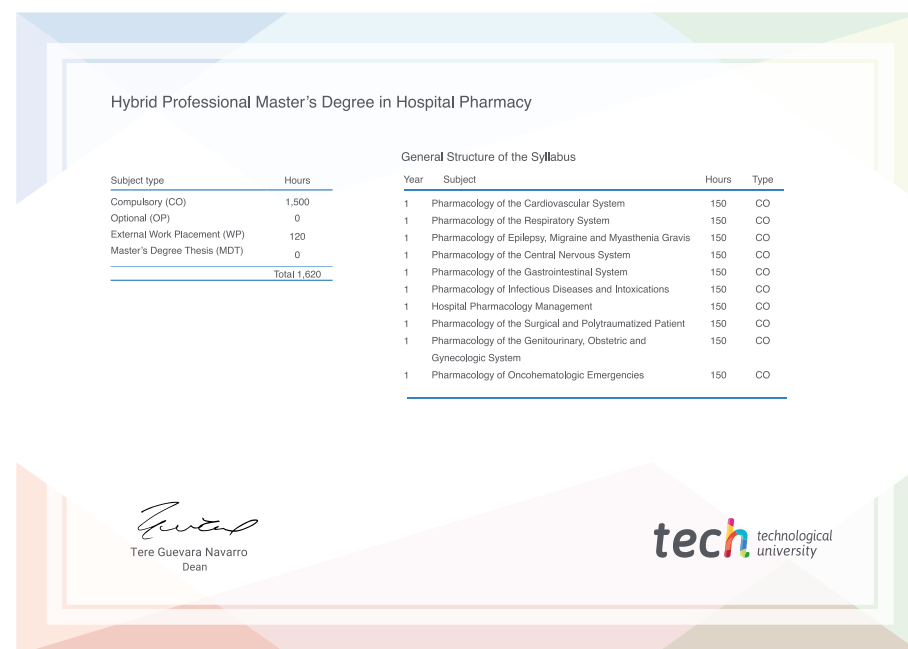 Hybrid Professional Master's Degree in Hospital Pharmacy
Subject type Hours
Compulsory (CO) 1,500
Optional (OP) 0
External Work Placement (WP) 120
Master's Degree Thesis (MDT) 0
Total 1,620
General Structure of the Syllabus
Year Subject Hours Type
1 Pharmacology of the Cardiovascular System 150 CO
1 Pharmacology of the Respiratory System 150 CO
1 Pharmacology of Epilepsy, Migraine and Myasthenia Gravis 150 CO
1 Pharmacology of the Central Nervous System 150 CO
1 Pharmacology of the Gastrointestinal System 150 CO
1 Pharmacology of Infectious Diseases and Intoxications 150 CO
1 Hospital Pharmacology Management 150 CO
1 Pharmacology of the Surgical and Polytraumatized Patient 150 CO
1 Pharmacology of the Genitourinary, Obstetric and 150 CO
Gynecologic System
1 Pharmacology of Oncohematologic Emergencies 150 CO
Tere Guevara Navarro
Dean
tech technological
university